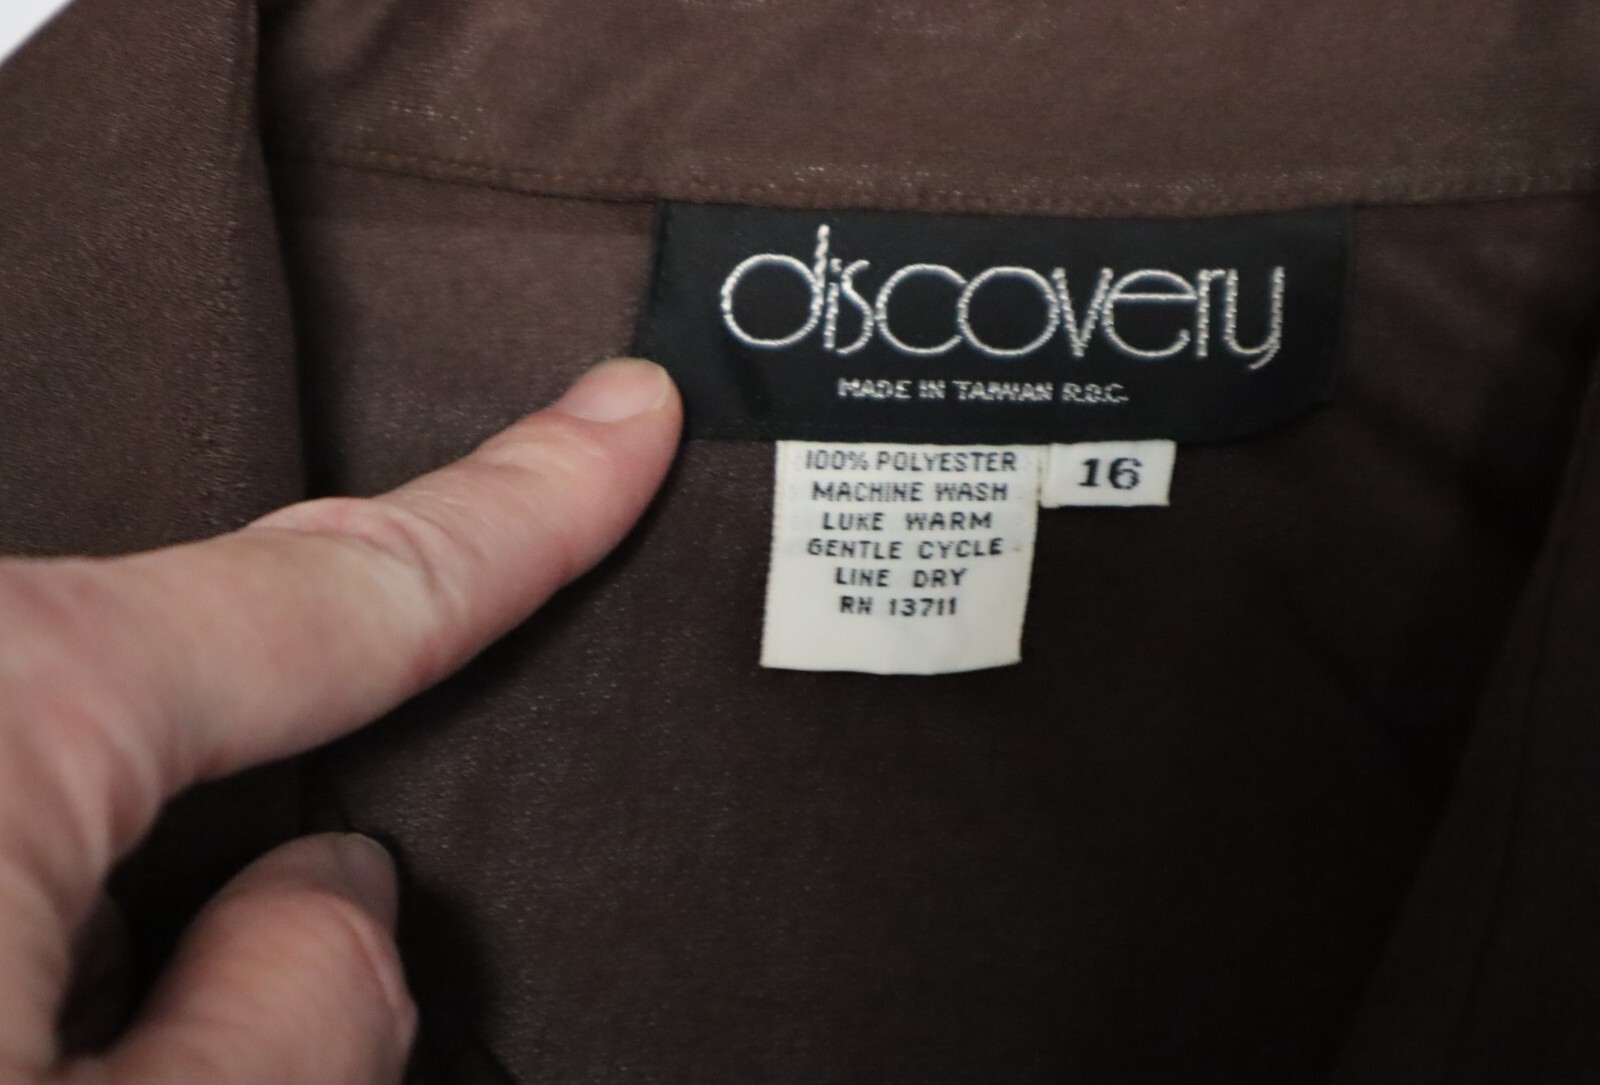 discovery
MADE IN TAIWAN R.O.C.
100% POLYESTER
MACHINE WASH
LUKE WARM
GENTLE CYCLE
LINE DRY
RN 13711
16